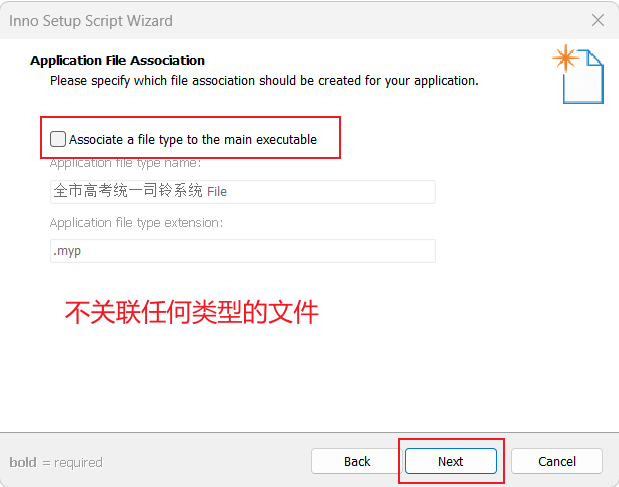 Inno Setup Script Wizard
Application File Association
Please specify which file association should be created for your application.
Associate a file type to the main executable
Application file type name:
全市高考统一司铃系统 File
Application file type extension:
.myp
不关联任何类型的文件
bold = required
Back
Next
Cancel